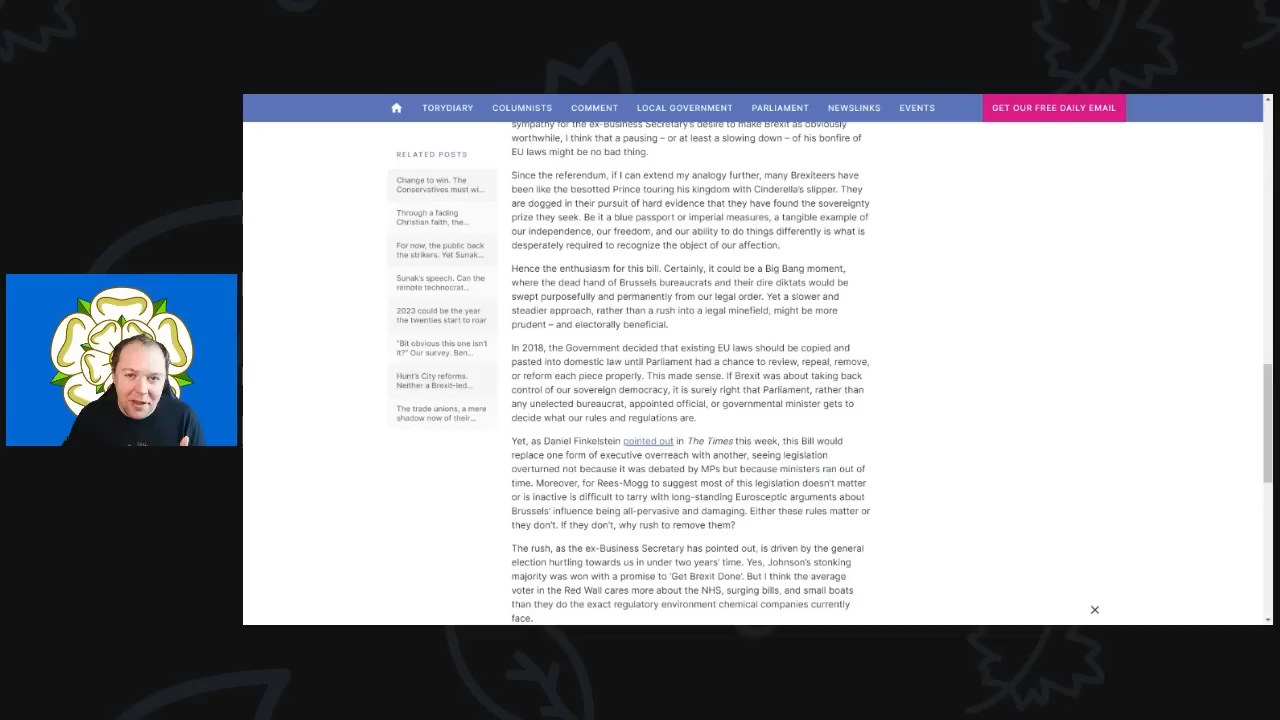 TORYDIARY COLUMNISTS COMMENT LOCAL GOVERNMENT PARLIAMENT NEWSLINKS EVENTS GET OUR FREE DAILY EMAIL
RELATED POSTS
Change to win. The
Conservatives must wi...
Through a fading
Christian faith, the...
For now, the public back
the strikers. Yet Sunak...
Sunak's speech. Can the
remote technocrat...
2023 could be the year
the twenties start to roar
"Bit obvious this one isn't
it?" Our survey. Ben...
Hunt's City reforms.
Neither a Brexit-led...
The trade unions, a mere
shadow now of their...
sympathy for the ex-Business Secretary's desire to make Brexit as obviously
worthwhile, I think that a pausing – or at least a slowing down – of his bonfire of
EU laws might be no bad thing.
Since the referendum, if I can extend my analogy further, many Brexiteers have
been like the besotted Prince touring his kingdom with Cinderella's slipper. They
are dogged in their pursuit of hard evidence that they have found the sovereignty
prize they seek. Be it a blue passport or imperial measures, a tangible example of
our independence, our freedom, and our ability to do things differently is what is
desperately required to recognize the object of our affection.
Hence the enthusiasm for this bill. Certainly, it could be a Big Bang moment,
where the dead hand of Brussels bureaucrats and their dire diktats would be
swept purposefully and permanently from our legal order. Yet a slower and
steadier approach, rather than a rush into a legal minefield, might be more
prudent – and electorally beneficial.
In 2018, the Government decided that existing EU laws should be copied and
pasted into domestic law until Parliament had a chance to review, repeal, remove,
or reform each piece properly. This made sense. If Brexit was about taking back
control of our sovereign democracy, it is surely right that Parliament, rather than
any unelected bureaucrat, appointed official, or governmental minister gets to
decide what our rules and regulations are.
Yet, as Daniel Finkelstein pointed out in The Times this week, this Bill would
replace one form of executive overreach with another, seeing legislation
overturned not because it was debated by MPs but because ministers ran out of
time. Moreover, for Rees-Mogg to suggest most of this legislation doesn't matter
or is inactive is difficult to tarry with long-standing Eurosceptic arguments about
Brussels' influence being all-pervasive and damaging. Either these rules matter or
they don't. If they don't, why rush to remove them?
The rush, as the ex-Business Secretary has pointed out, is driven by the general
election hurtling towards us in under two years' time. Yes, Johnson's stonking
majority was won with a promise to 'Get Brexit Done'. But I think the average
voter in the Red Wall cares more about the NHS, surging bills, and small boats
than they do the exact regulatory environment chemical companies currently
face.